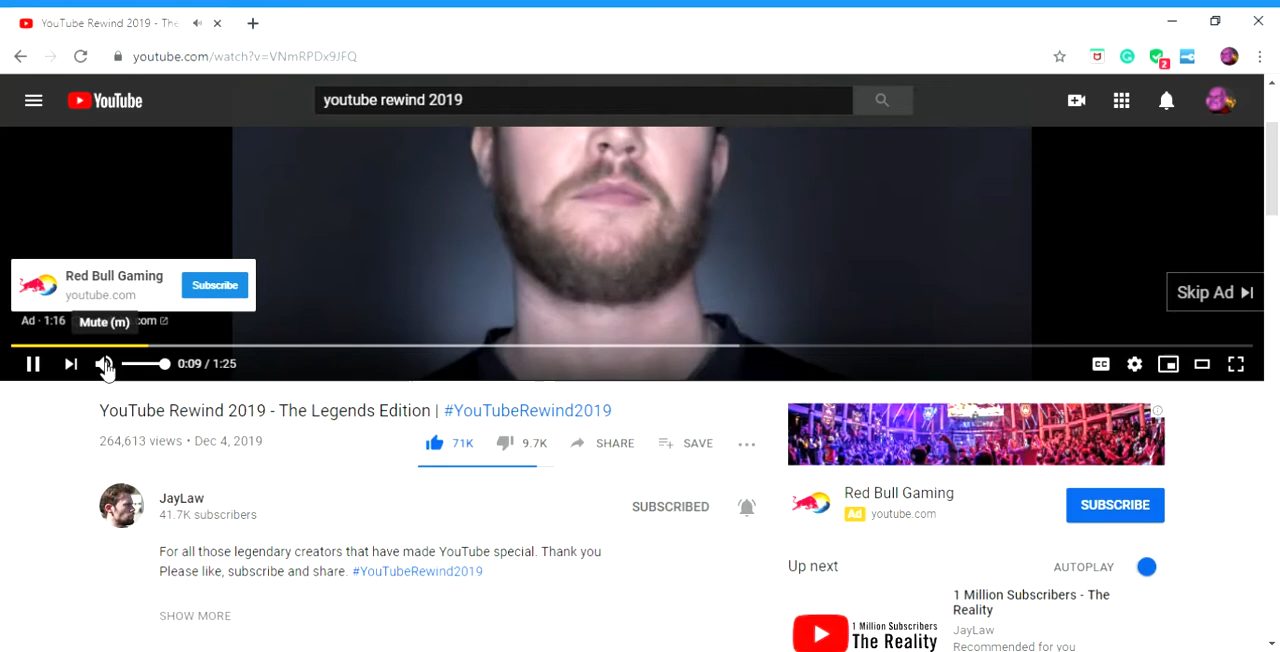 YouTube Rewind 2019 - The
youtube.com/watch?v=VNmRPDx9JFQ
2
YouTube
youtube rewind 2019
Red Bull Gaming
youtube.com
Subscribe
Skip Ad
Ad · 1:16
Mute (m)
.com
0:09 / 1:25
CC
YouTube Rewind 2019 - The Legends Edition | #YouTubeRewind2019
264,613 views • Dec 4, 2019
71K
9.7K
SHARE
SAVE
JayLaw
41.7K subscribers
SUBSCRIBED
For all those legendary creators that have made YouTube special. Thank you
Please like, subscribe and share. #YouTubeRewind2019
SHOW MORE
Red Bull Gaming
Ad youtube.com
SUBSCRIBE
Up next
AUTOPLAY
1 Million Subscribers
The Reality
1 Million Subscribers - The
Reality
JayLaw
Recommended for you